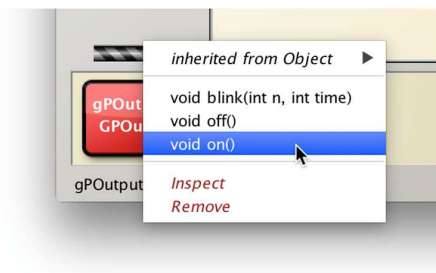 inherited from Object
void blink(int n, int time)
gPOut
void off()
GPOu
void on()
gPOutput
Inspect
Remove